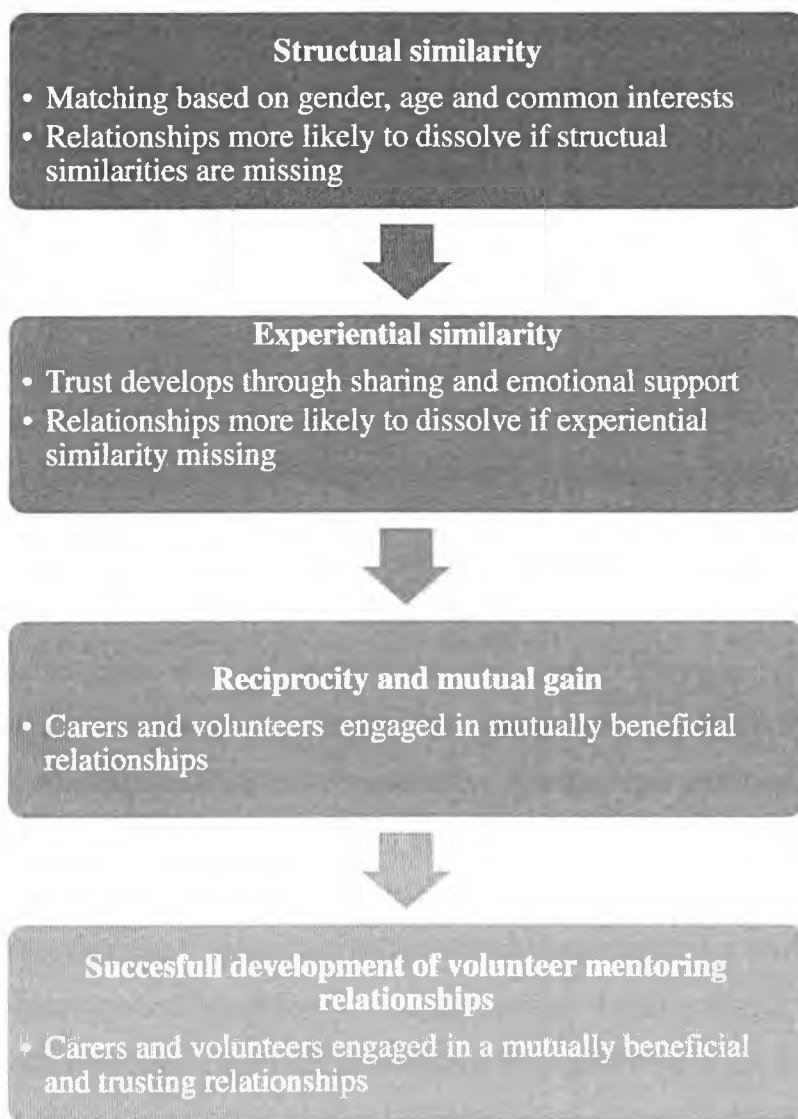 Structual similarity
• Matching based on gender, age and common interests
• Relationships more likely to dissolve if structual
similarities are missing
Experiential similarity
• Trust develops through sharing and emotional support
• Relationships more likely to dissolve if experiential
similarity missing
Reciprocity and mutual gain
• Carers and volunteers engaged in mutually beneficial
relationships
Succesfull development of volunteer mentoring
relationships
• Carers and volunteers engaged in a mutually beneficial
and trusting relationships